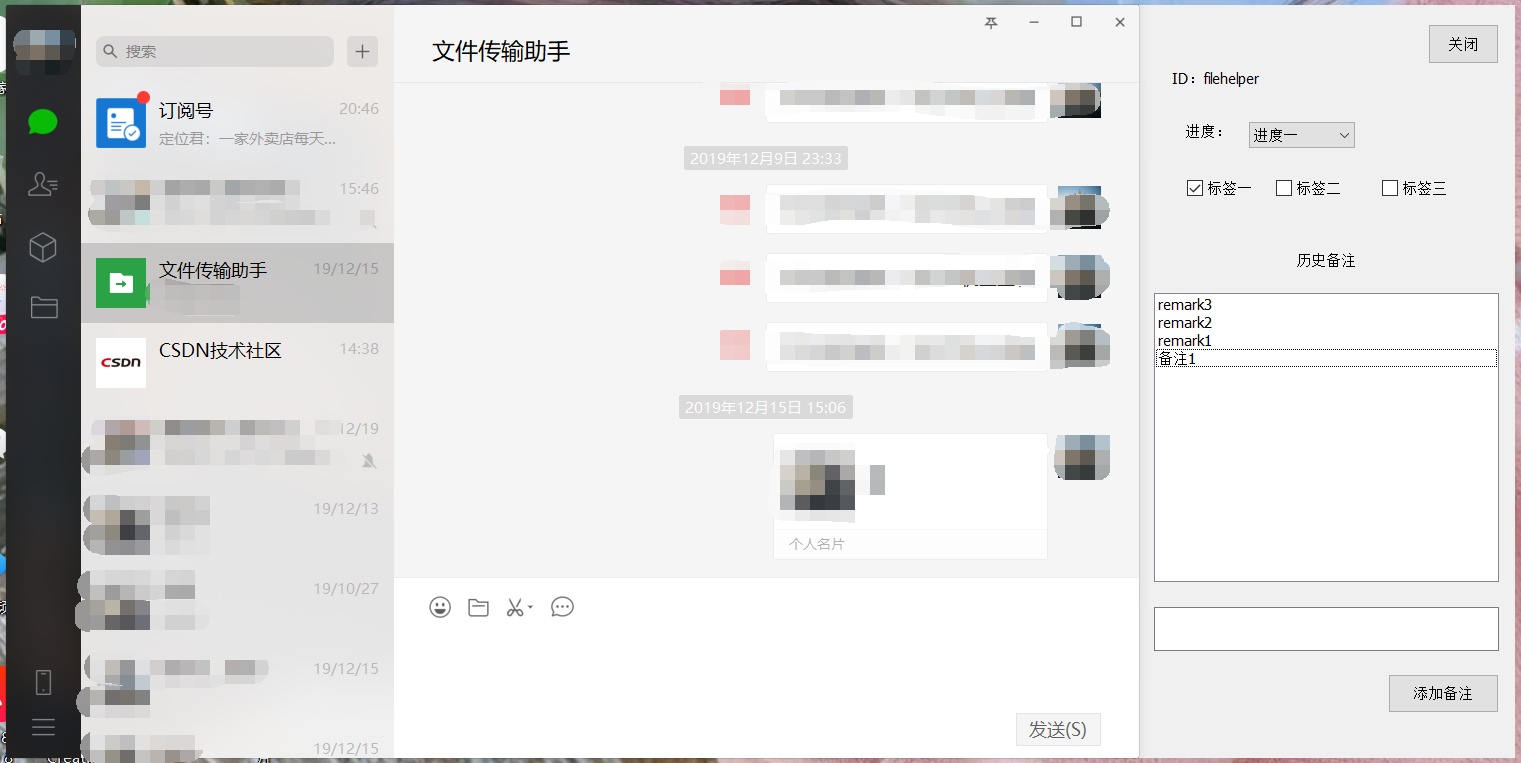 搜索
订阅号
20:46
定位君：一家外卖店每天...
15:46
文件传输助手
19/12/15
CSDN
CSDN技术社区
14:38
12/19
19/12/13
19/10/27
19/12/15
19/12/15
文件传输助手
2019年12月9日 23:33
2019年12月15日 15:06
个人名片
发送(S)
关闭
ID：filehelper
进度：
进度一
标签一
标签二
标签三
历史备注
remark3
remark2
remark1
备注1
添加备注